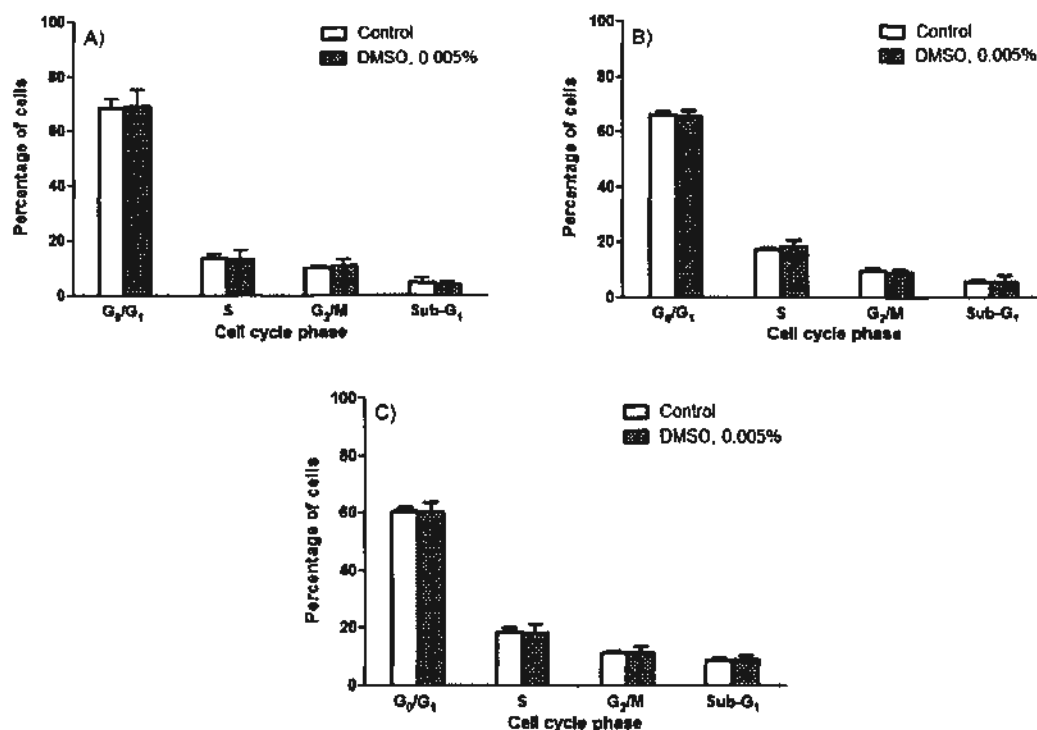 A)
Control
DMSO, 0 005%
Percentage of cells
100
80
60
40
20
0
G₀/G₁
S
G₂/M
Sub-G₁
Cell cycle phase
B)
Control
DMSO, 0.005%
Percentage of cells
100
80
60
40
20
0
G₀/G₁
S
G₂/M
Sub-G₁
Cell cycle phase
C)
Control
DMSO, 0.005%
Percentage of cells
100
80
60
40
20
0
G₀/G₁
S
G₂/M
Sub-G₁
Cell cycle phase